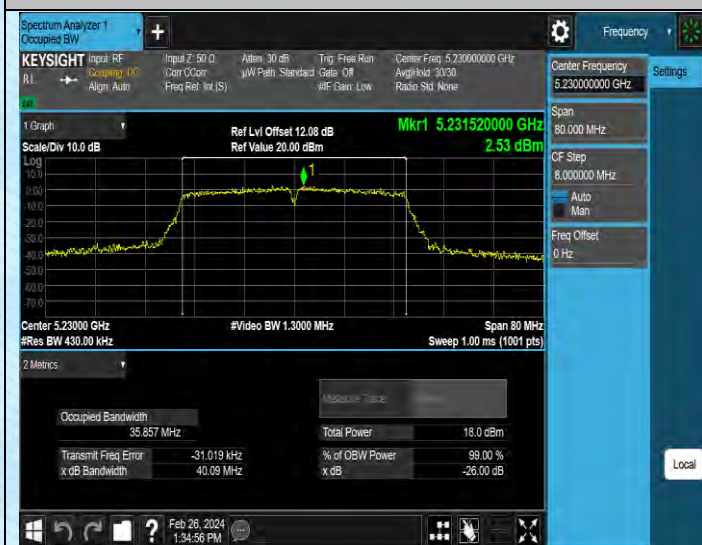 Spectrum Analyzer 1
Occupied BW
+
Frequency
KEYSIGHT
RL
Input: RF
Coupling: DC
Align: Auto
Input Z: 50 Ω
Corr CCorr
Freq Ref: Int (S)
Atten: 30 dB
µW Path: Standard
Trig: Free Run
Gate: Off
#IF Gain: Low
Center Freq: 5.230000000 GHz
Avg|Hold: 30/30
Radio Std: None
1 Graph
Scale/Div 10.0 dB
Ref Lvl Offset 12.08 dB
Ref Value 20.00 dBm
Mkr1 5.231520000 GHz
2.53 dBm
Log
10.0
0.00
-10.0
-20.0
-30.0
-40.0
-50.0
-60.0
-70.0
1
Center 5.23000 GHz
#Res BW 430.00 kHz
#Video BW 1.3000 MHz
Span 80 MHz
Sweep 1.00 ms (1001 pts)
2 Metrics
Measure Trace
Occupied Bandwidth
35.857 MHz
Total Power 18.0 dBm
Transmit Freq Error -31.019 kHz
% of OBW Power 99.00 %
x dB Bandwidth 40.09 MHz
x dB -26.00 dB
Center Frequency
5.230000000 GHz
Settings
Span
80.000 MHz
CF Step
8.000000 MHz
Auto
Man
Freq Offset
0 Hz
Local
?
Feb 26, 2024
1:34:56 PM